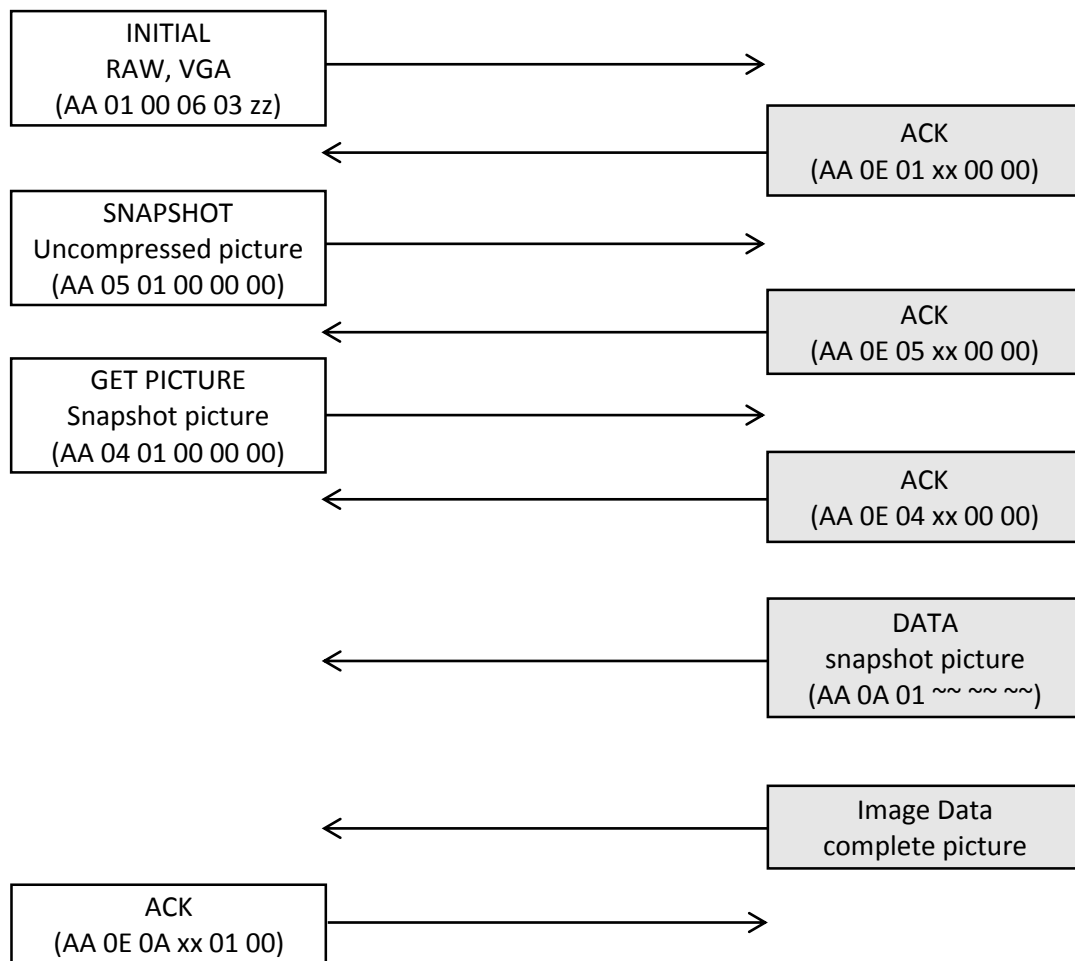 INITIAL
RAW, VGA
(AA 01 00 06 03 zz)
ACK
(AA 0E 01 xx 00 00)
SNAPSHOT
Uncompressed picture
(AA 05 01 00 00 00)
ACK
(AA 0E 05 xx 00 00)
GET PICTURE
Snapshot picture
(AA 04 01 00 00 00)
ACK
(AA 0E 04 xx 00 00)
DATA
snapshot picture
(AA 0A 01 ~~ ~~ ~~)
Image Data
complete picture
ACK
(AA 0E 0A xx 01 00)